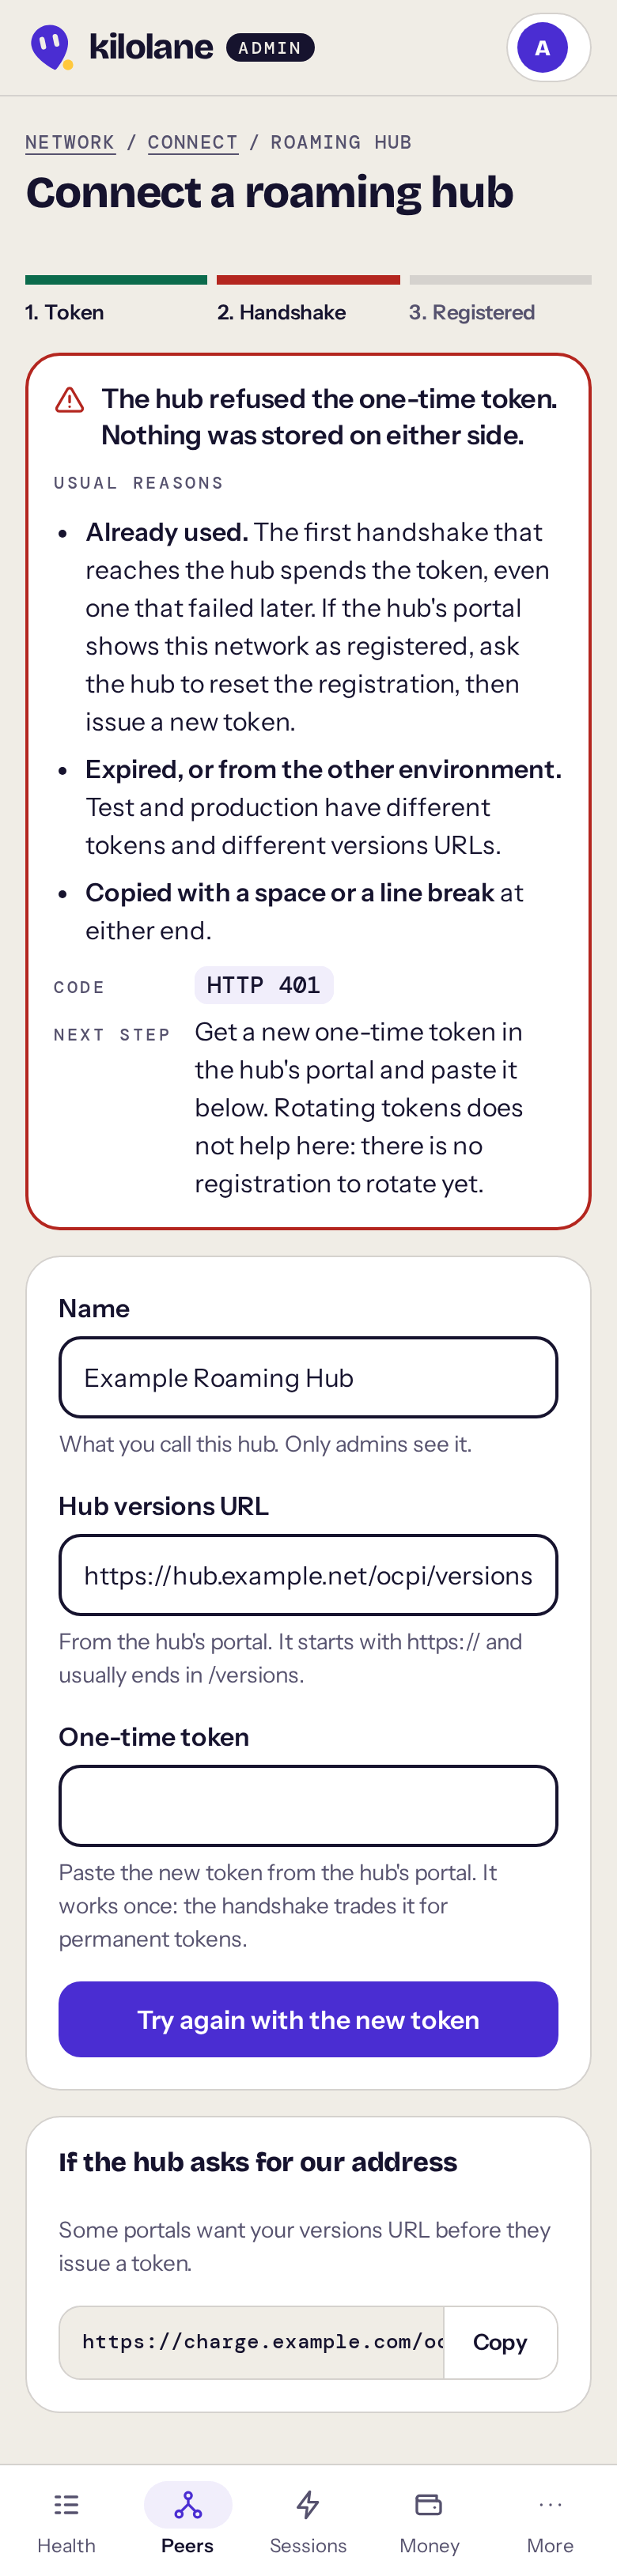 kilolane ADMIN A
NETWORK / CONNECT / ROAMING HUB
Connect a roaming hub
1. Token 2. Handshake 3. Registered
The hub refused the one-time token.
Nothing was stored on either side.
USUAL REASONS
• Already used. The first handshake that
reaches the hub spends the token, even
one that failed later. If the hub's portal
shows this network as registered, ask
the hub to reset the registration, then
issue a new token.
• Expired, or from the other environment.
Test and production have different
tokens and different versions URLs.
• Copied with a space or a line break at
either end.
CODE HTTP 401
NEXT STEP Get a new one-time token in
the hub's portal and paste it
below. Rotating tokens does
not help here: there is no
registration to rotate yet.
Name
Example Roaming Hub
What you call this hub. Only admins see it.
Hub versions URL
https://hub.example.net/ocpi/versions
From the hub's portal. It starts with https:// and
usually ends in /versions.
One-time token
Paste the new token from the hub's portal. It
works once: the handshake trades it for
permanent tokens.
Try again with the new token
If the hub asks for our address
Some portals want your versions URL before they
issue a token.
https://charge.example.com/oc Copy
Health Peers Sessions Money More